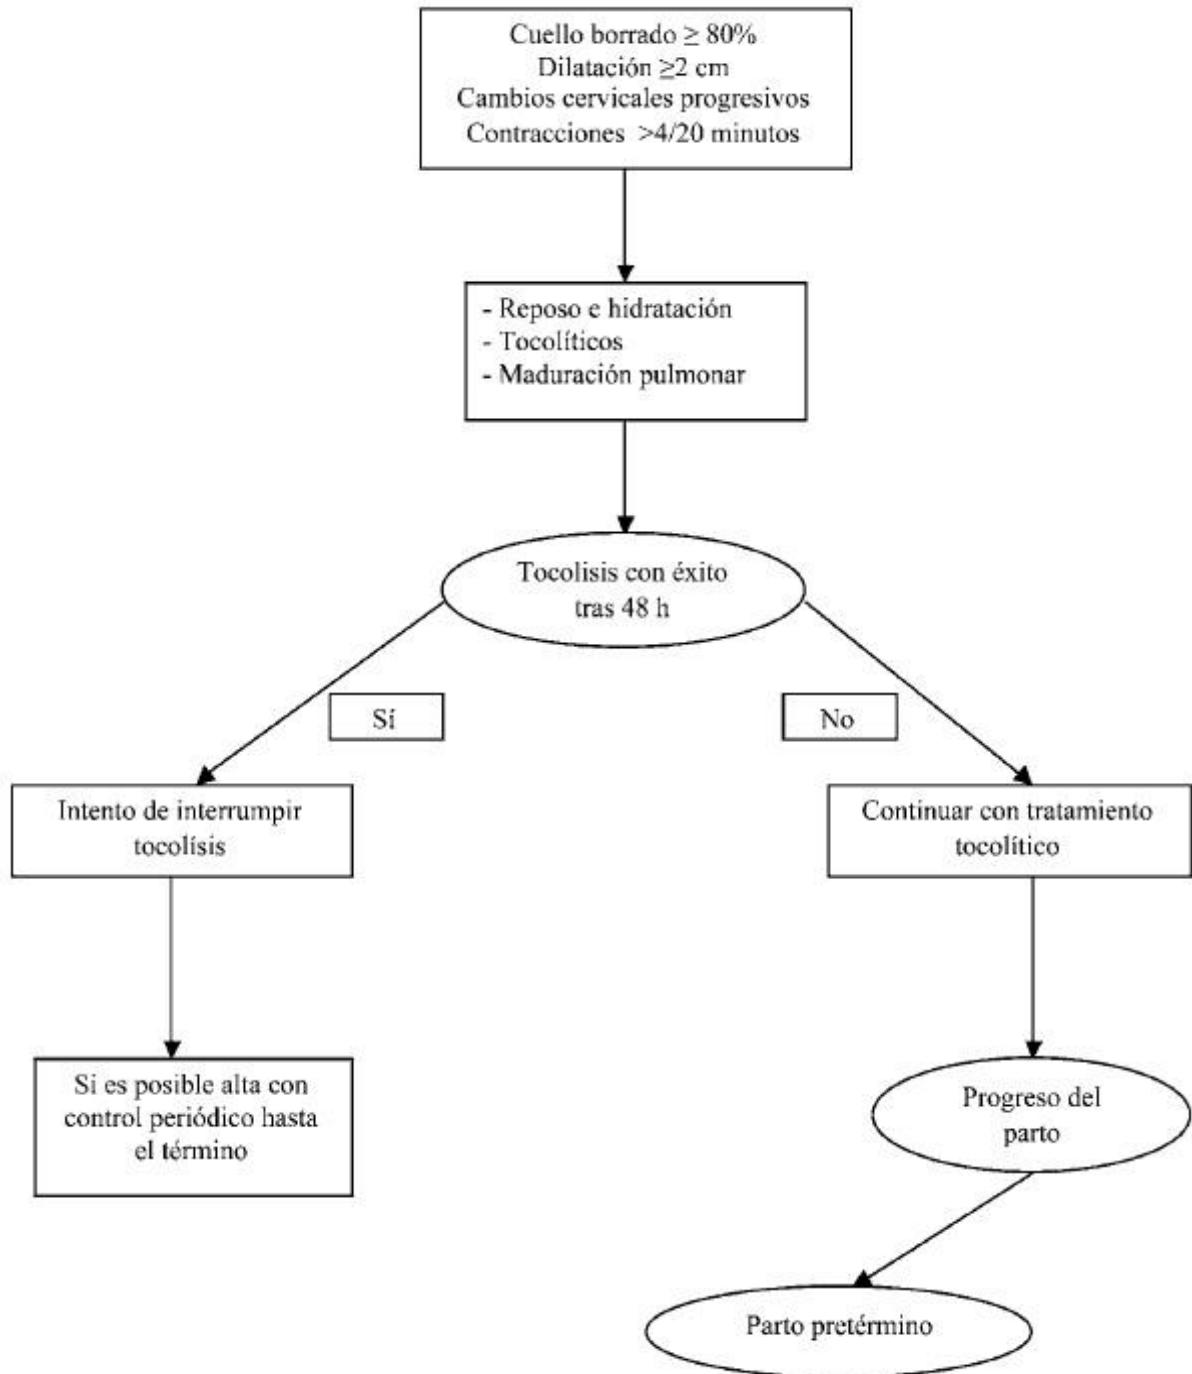 Cuello borrado ≥ 80%
Dilatación ≥2 cm
Cambios cervicales progresivos
Contracciones >4/20 minutos
- Reposo e hidratación
- Tocolíticos
- Maduración pulmonar
Tocolisis con éxito
tras 48 h
Sí
No
Intento de interrumpir
tocolísis
Continuar con tratamiento
tocolítico
Si es posible alta con
control periódico hasta
el término
Progreso del
parto
Parto pretérmino